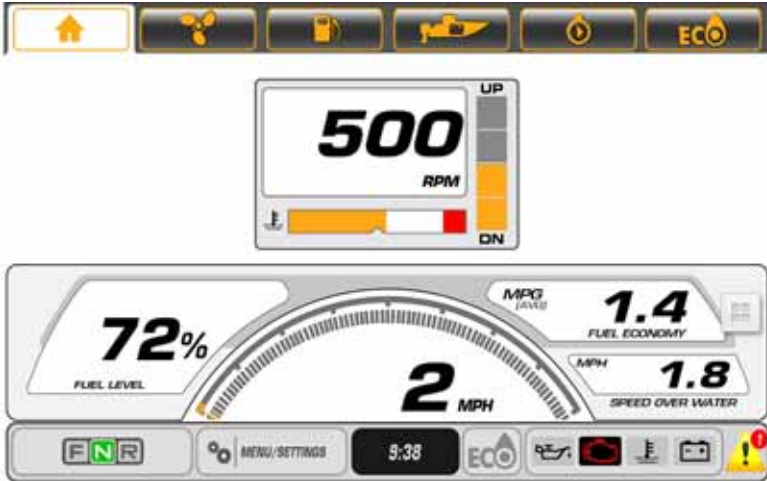 ECO
UP
500
RPM
DN
72%
FUEL LEVEL
2 MPH
MPG
(AVG)
1.4
FUEL ECONOMY
MPH
1.8
SPEED OVER WATER
F N R
MENU/SETTINGS
9:38
ECO
!
!